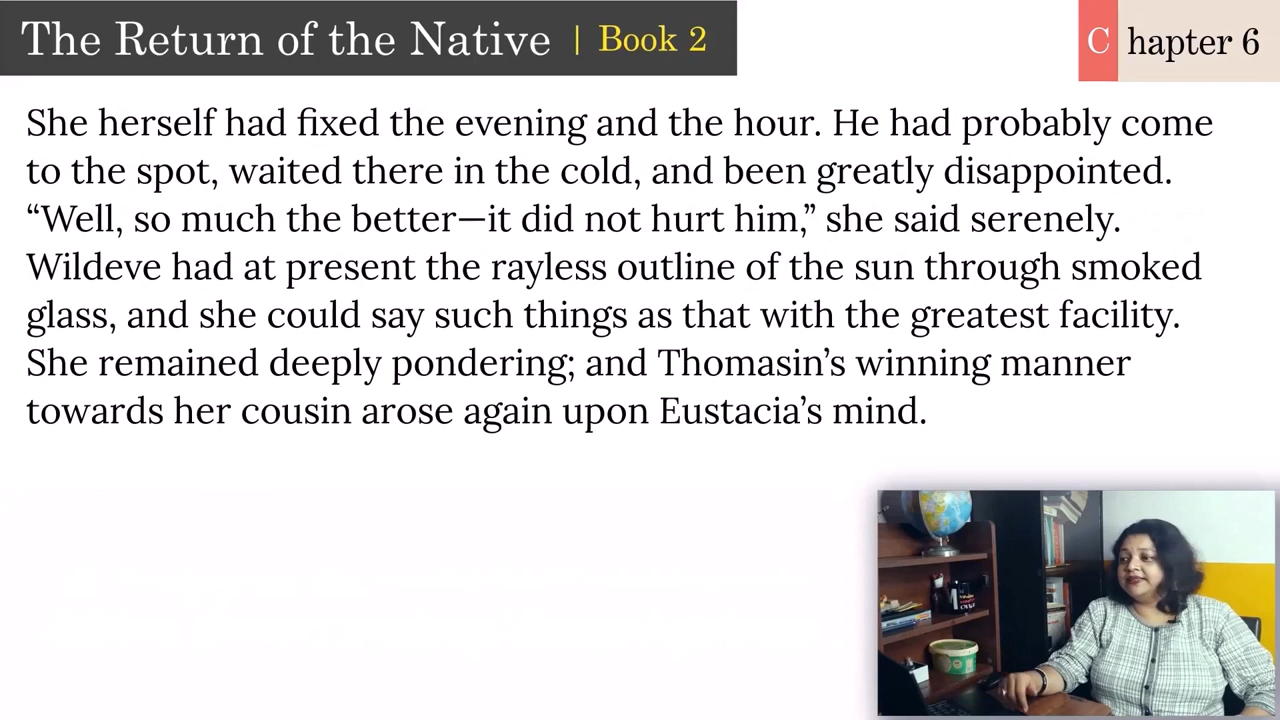 The Return of the Native | Book 2
Chapter 6
She herself had fixed the evening and the hour. He had probably come
to the spot, waited there in the cold, and been greatly disappointed.
“Well, so much the better—it did not hurt him,” she said serenely.
Wildeve had at present the rayless outline of the sun through smoked
glass, and she could say such things as that with the greatest facility.
She remained deeply pondering; and Thomasin’s winning manner
towards her cousin arose again upon Eustacia’s mind.